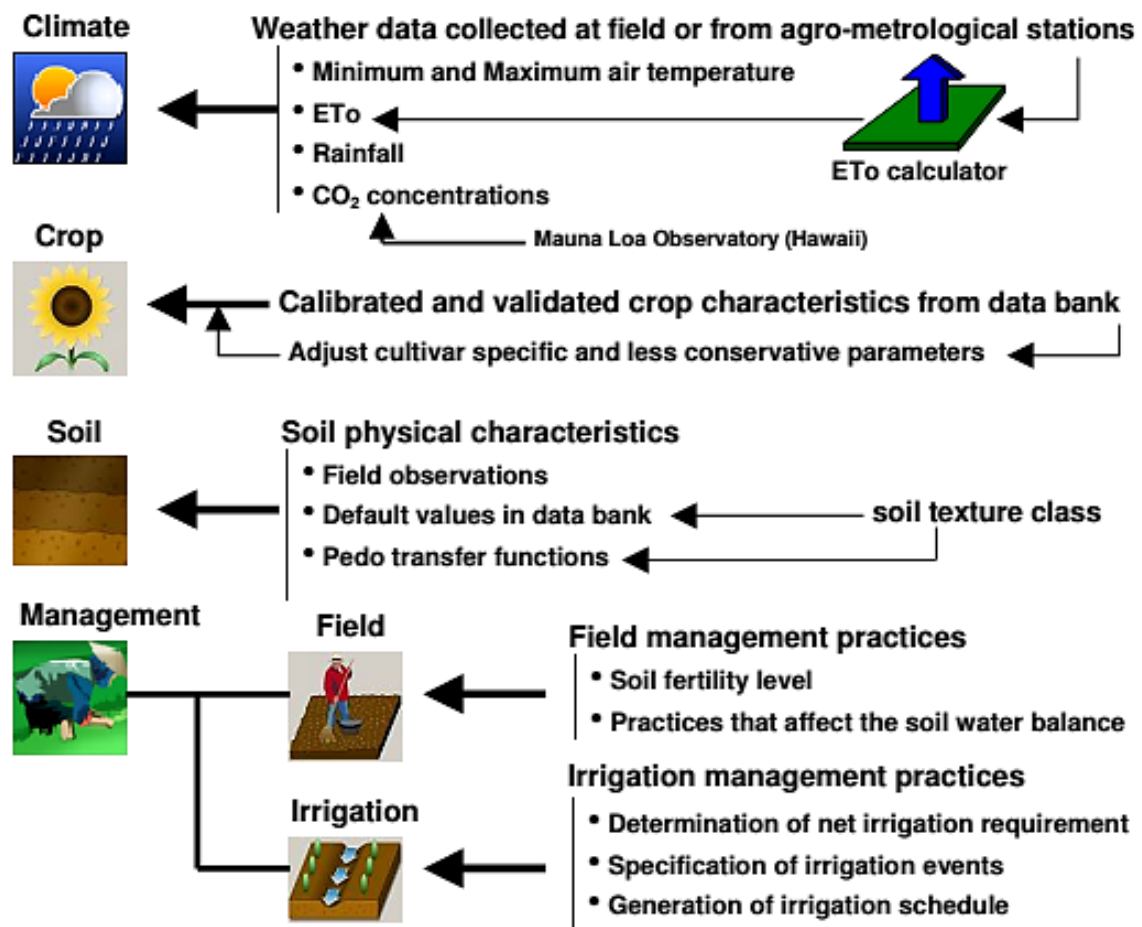 Climate
Weather data collected at field or from agro-metrological stations
• Minimum and Maximum air temperature
• ETo
• Rainfall
ETo calculator
• CO₂ concentrations
Mauna Loa Observatory (Hawaii)
Crop
Calibrated and validated crop characteristics from data bank
Adjust cultivar specific and less conservative parameters
Soil
Soil physical characteristics
• Field observations
• Default values in data bank
soil texture class
• Pedo transfer functions
Management
Field
Field management practices
• Soil fertility level
• Practices that affect the soil water balance
Irrigation
Irrigation management practices
• Determination of net irrigation requirement
• Specification of irrigation events
• Generation of irrigation schedule